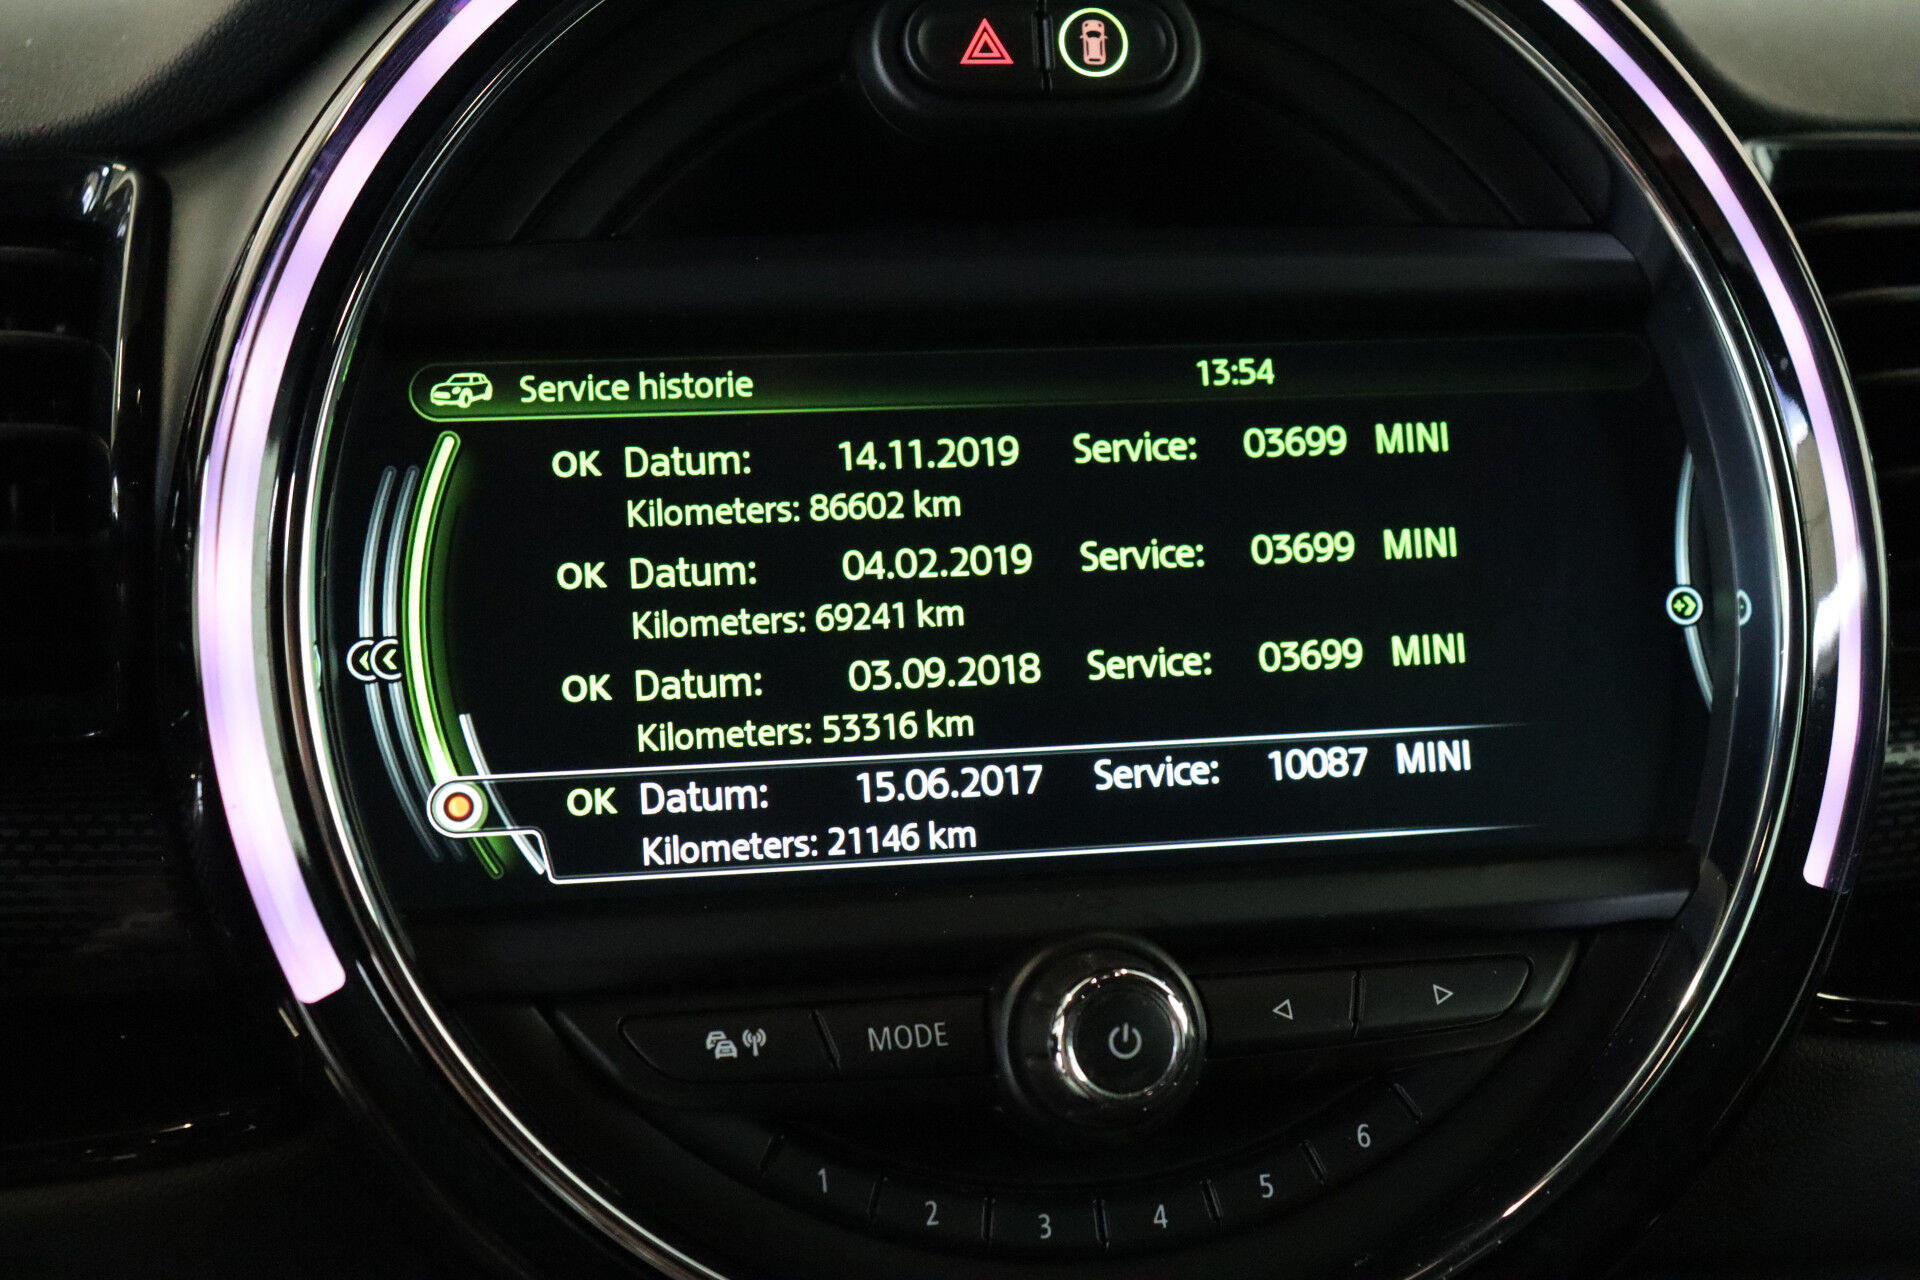 Service historie 13:54
OK Datum: 14.11.2019 Service: 03699 MINI
Kilometers: 86602 km
OK Datum: 04.02.2019 Service: 03699 MINI
Kilometers: 69241 km
OK Datum: 03.09.2018 Service: 03699 MINI
Kilometers: 53316 km
OK Datum: 15.06.2017 Service: 10087 MINI
Kilometers: 21146 km
MODE
1 2 3 4 5 6